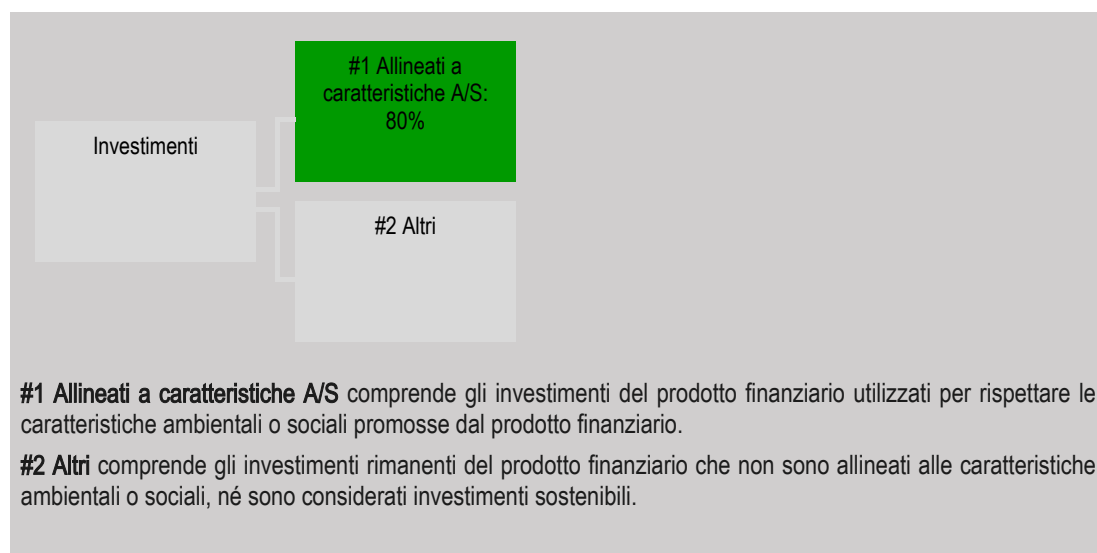 #1 Allineati a
caratteristiche A/S:
80%
Investimenti
#2 Altri
#1 Allineati a caratteristiche A/S comprende gli investimenti del prodotto finanziario utilizzati per rispettare le
caratteristiche ambientali o sociali promosse dal prodotto finanziario.
#2 Altri comprende gli investimenti rimanenti del prodotto finanziario che non sono allineati alle caratteristiche
ambientali o sociali, né sono considerati investimenti sostenibili.